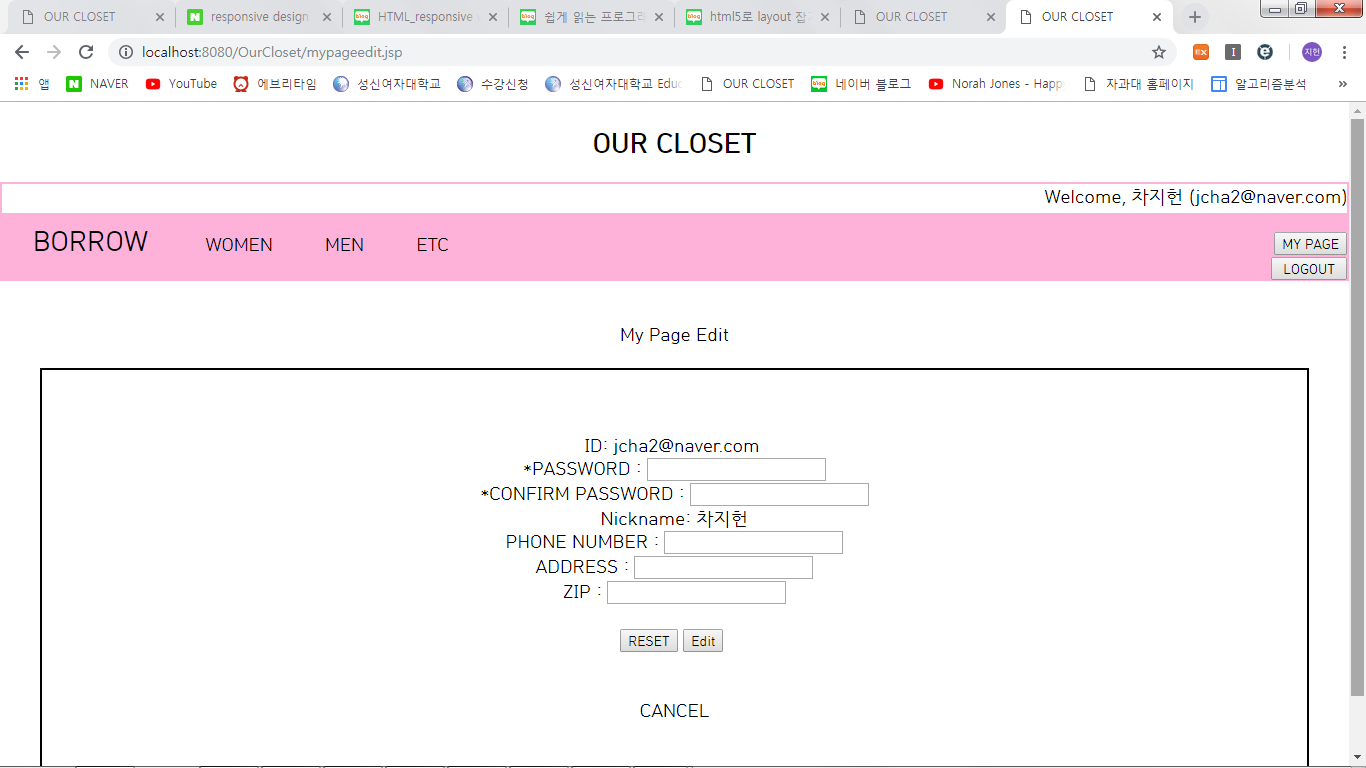 OUR CLOSET
responsive design
HTML_responsive
쉽게 읽는 프로그
html5로 layout 잡
OUR CLOSET
OUR CLOSET
localhost:8080/OurCloset/mypageedit.jsp
지헌
앱 NAVER YouTube 에브리타임 성신여자대학교 수강신청 성신여자대학교 Educ OUR CLOSET 네이버 블로그 Norah Jones - Happ 자과대 홈페이지 알고리즘분석 »
OUR CLOSET
Welcome, 차지헌 (jcha2@naver.com)
BORROW WOMEN MEN ETC
MY PAGE
LOGOUT
My Page Edit
ID: jcha2@naver.com
*PASSWORD :
*CONFIRM PASSWORD :
Nickname: 차지헌
PHONE NUMBER :
ADDRESS :
ZIP :
RESET Edit
CANCEL